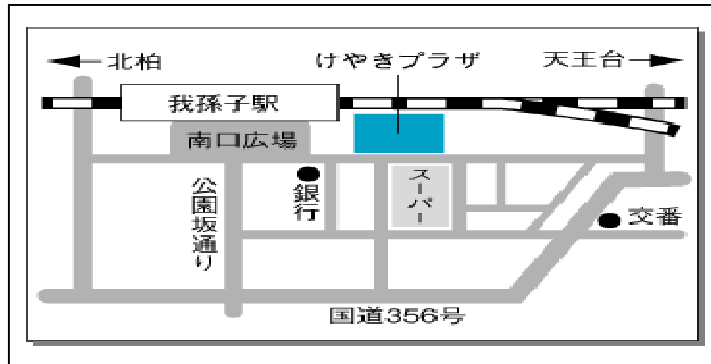 北柏
けやきプラザ
天王台
我孫子駅
南口広場
公園坂通り
銀行
スーパー
交番
国道356号